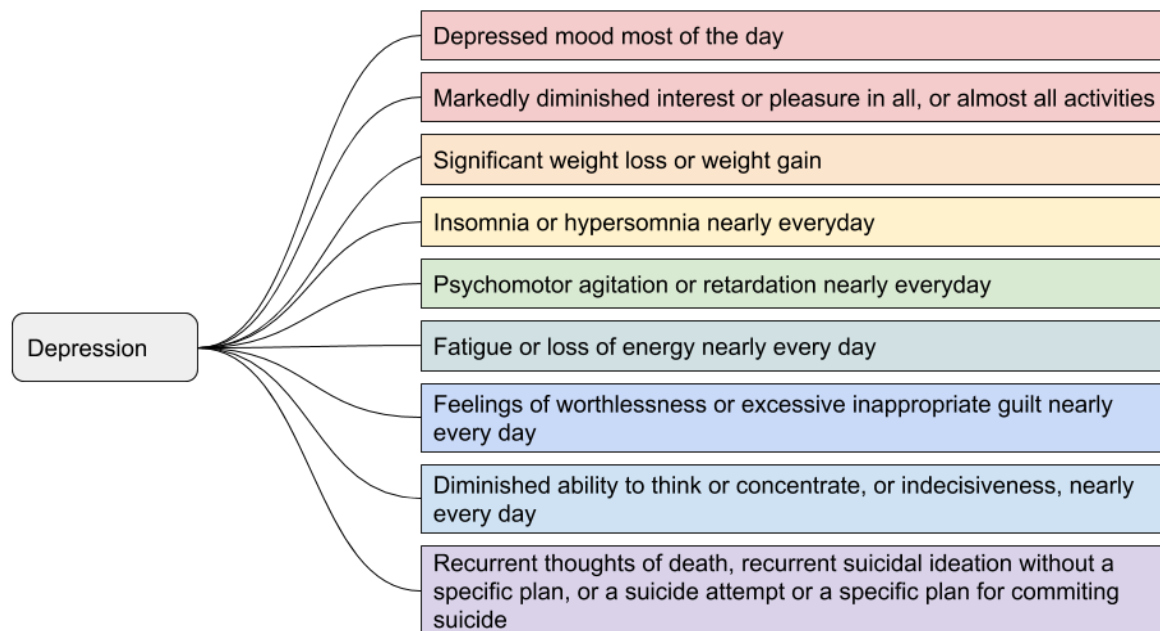 Depressed mood most of the day
Markedly diminished interest or pleasure in all, or almost all activities
Significant weight loss or weight gain
Insomnia or hypersomnia nearly everyday
Psychomotor agitation or retardation nearly everyday
Depression
Fatigue or loss of energy nearly every day
Feelings of worthlessness or excessive inappropriate guilt nearly
every day
Diminished ability to think or concentrate, or indecisiveness, nearly
every day
Recurrent thoughts of death, recurrent suicidal ideation without a
specific plan, or a suicide attempt or a specific plan for commiting
suicide